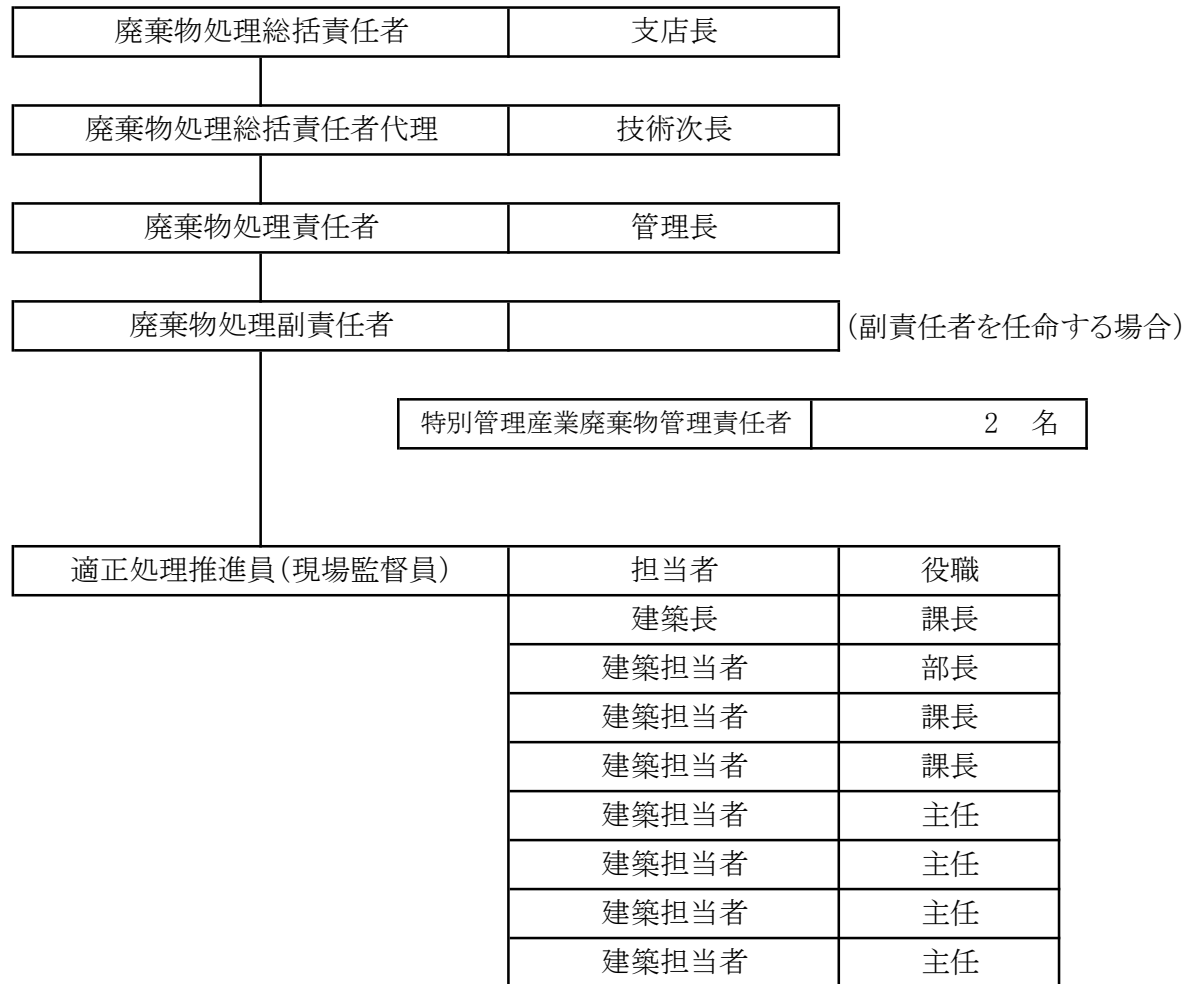 廃棄物処理総括責任者 支店長
廃棄物処理総括責任者代理 技術次長
廃棄物処理責任者 管理長
廃棄物処理副責任者 (副責任者を任命する場合)
特別管理産業廃棄物管理責任者 2 名
適正処理推進員(現場監督員) 担当者 役職
建築長 課長
建築担当者 部長
建築担当者 課長
建築担当者 課長
建築担当者 主任
建築担当者 主任
建築担当者 主任
建築担当者 主任